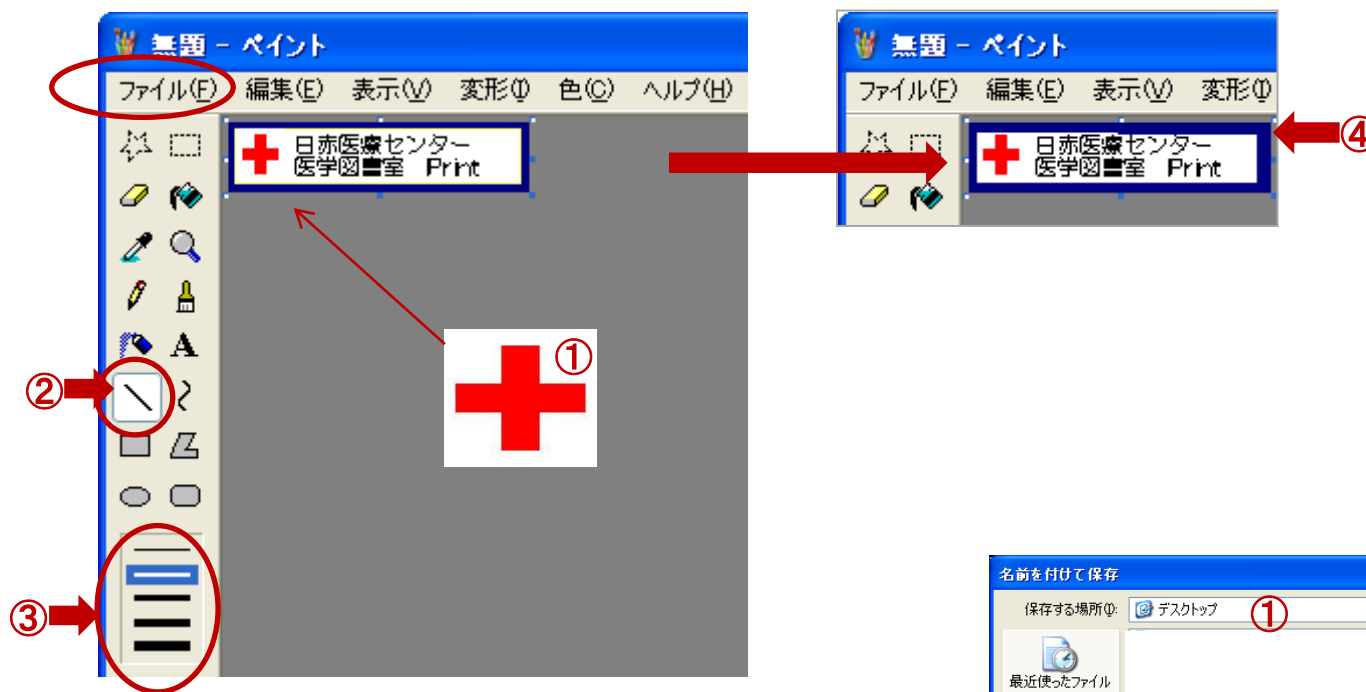 無題 - ペイント
ファイル(F) 編集(E) 表示(V) 変形(I) 色(C) ヘルプ(H)
日赤医療センター
医学図書室 Print
A
①
②
③
無題 - ペイント
ファイル(F) 編集(E) 表示(V) 変形(I)
日赤医療センター
医学図書室 Print
④
名前を付けて保存
保存する場所(I): デスクトップ
①
最近使ったファイル